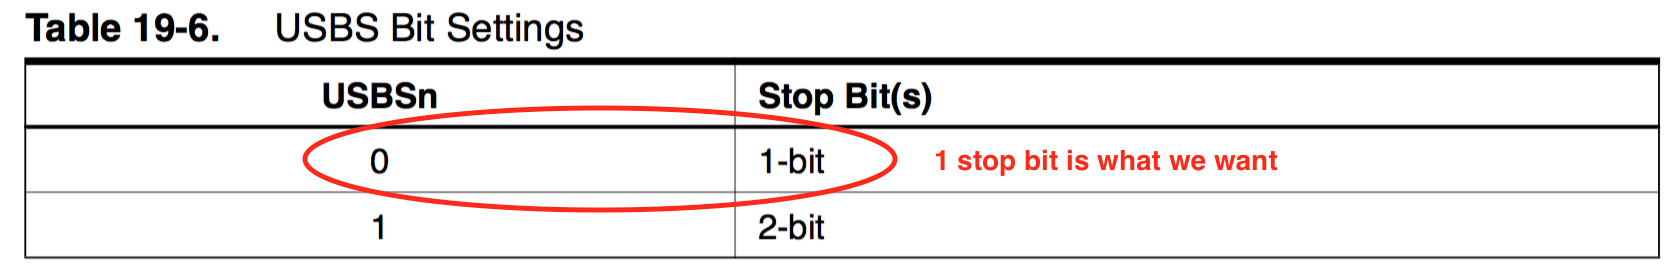 Table 19-6. USBS Bit Settings
USBSn Stop Bit(s)
0 1-bit 1 stop bit is what we want
1 2-bit